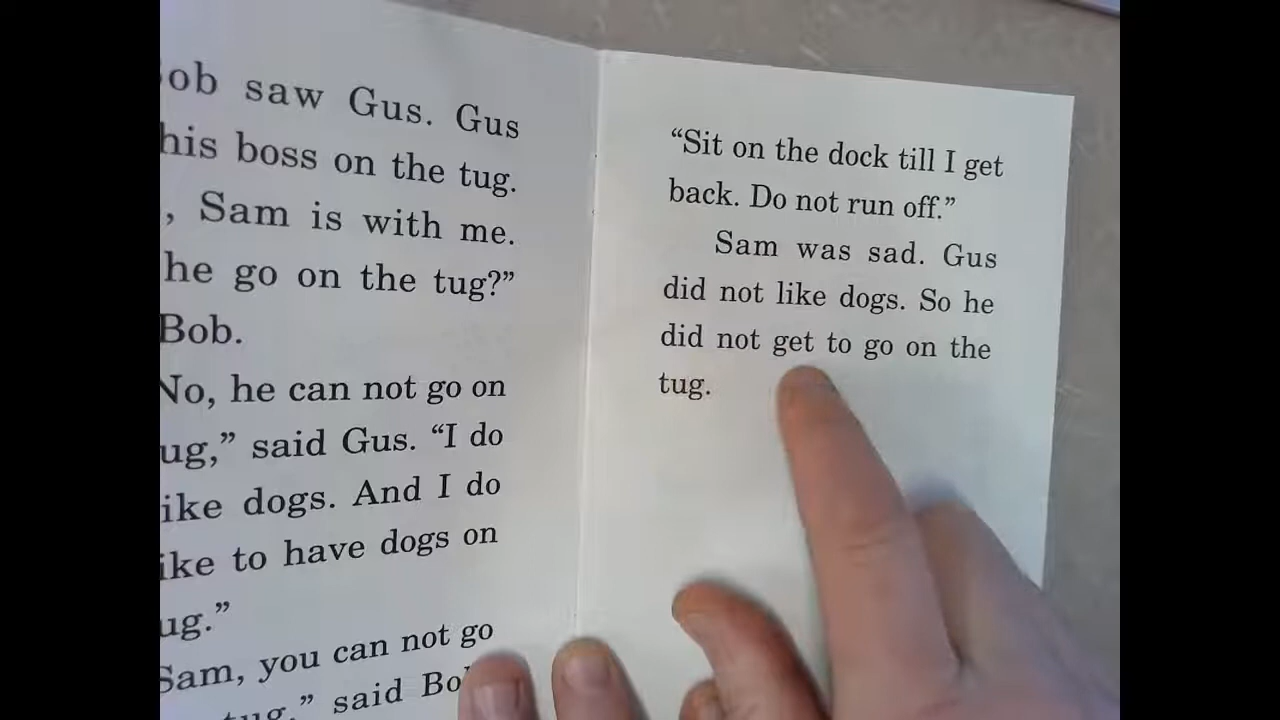 ob saw Gus. Gus
his boss on the tug.
, Sam is with me.
he go on the tug?”
Bob.
No, he can not go on
ug,” said Gus. “I do
ike dogs. And I do
ike to have dogs on
ug.”
Sam, you can not go
tug,” said Bo
“Sit on the dock till I get
back. Do not run off.”
Sam was sad. Gus
did not like dogs. So he
did not get to go on the
tug.